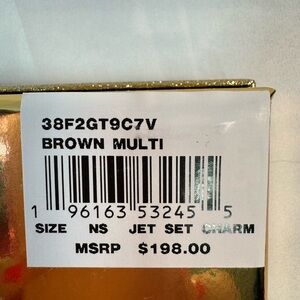 38F2GT9C7V
BROWN MULTI
1 96163 53245 5
SIZE NS JET SET CHARM
MSRP $198.00